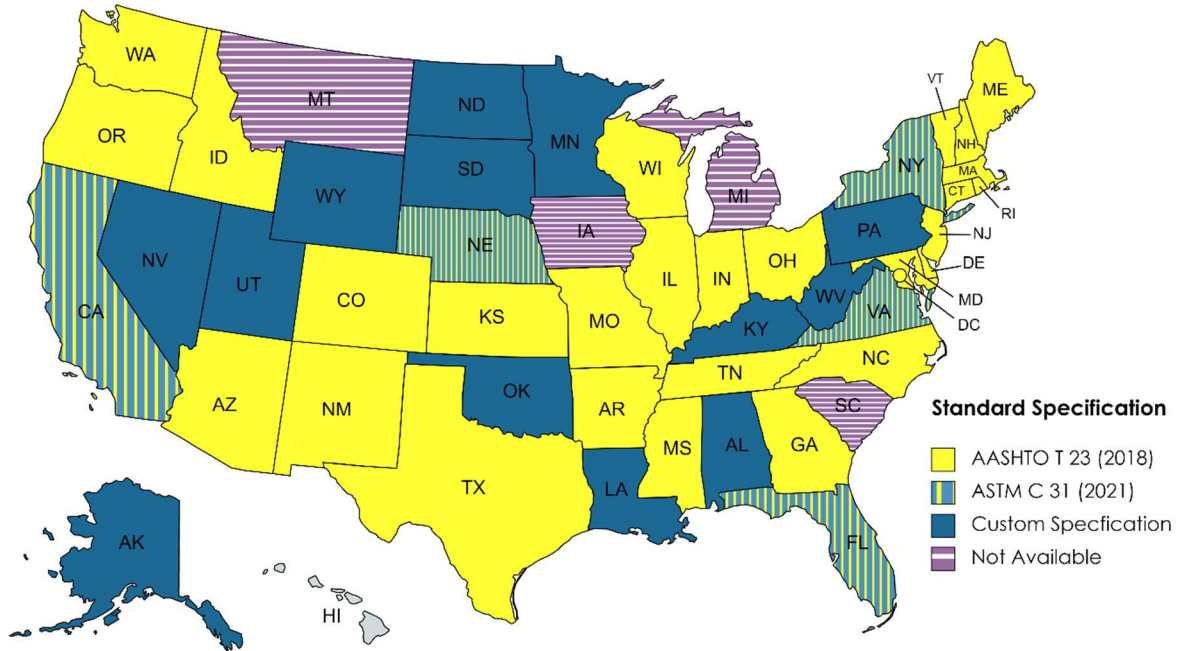 WA
MT
ND
MN
VT
ME
OR
ID
SD
WI
NY
NH
MA
WY
MI
CT
RI
IA
PA
NJ
NE
NV
UT
IL
IN
OH
DE
CA
CO
WV
MD
KS
MO
VA
DC
KY
NC
TN
OK
AZ
NM
AR
SC
MS
AL
GA
TX
LA
FL
AK
HI
Standard Specification
AASHTO T 23 (2018)
ASTM C 31 (2021)
Custom Specfication
Not Available